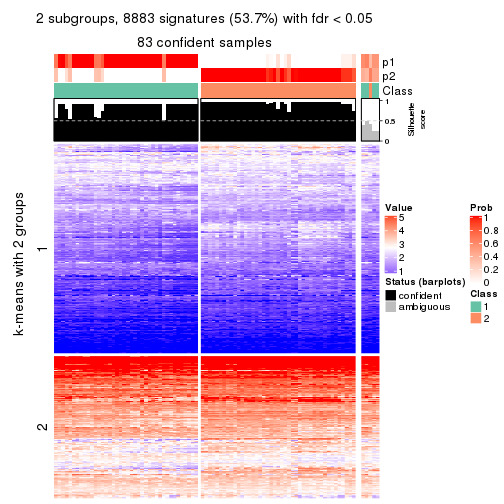 2 subgroups, 8883 signatures (53.7%) with fdr < 0.05
83 confident samples
p1
p2
Class
1
0.5
0
Silhouette
score
k-means with 2 groups
1
2
Value
5
4
3
2
1
Status (barplots)
confident
ambiguous
Prob
1
0.8
0.6
0.4
0.2
0
Class
1
2